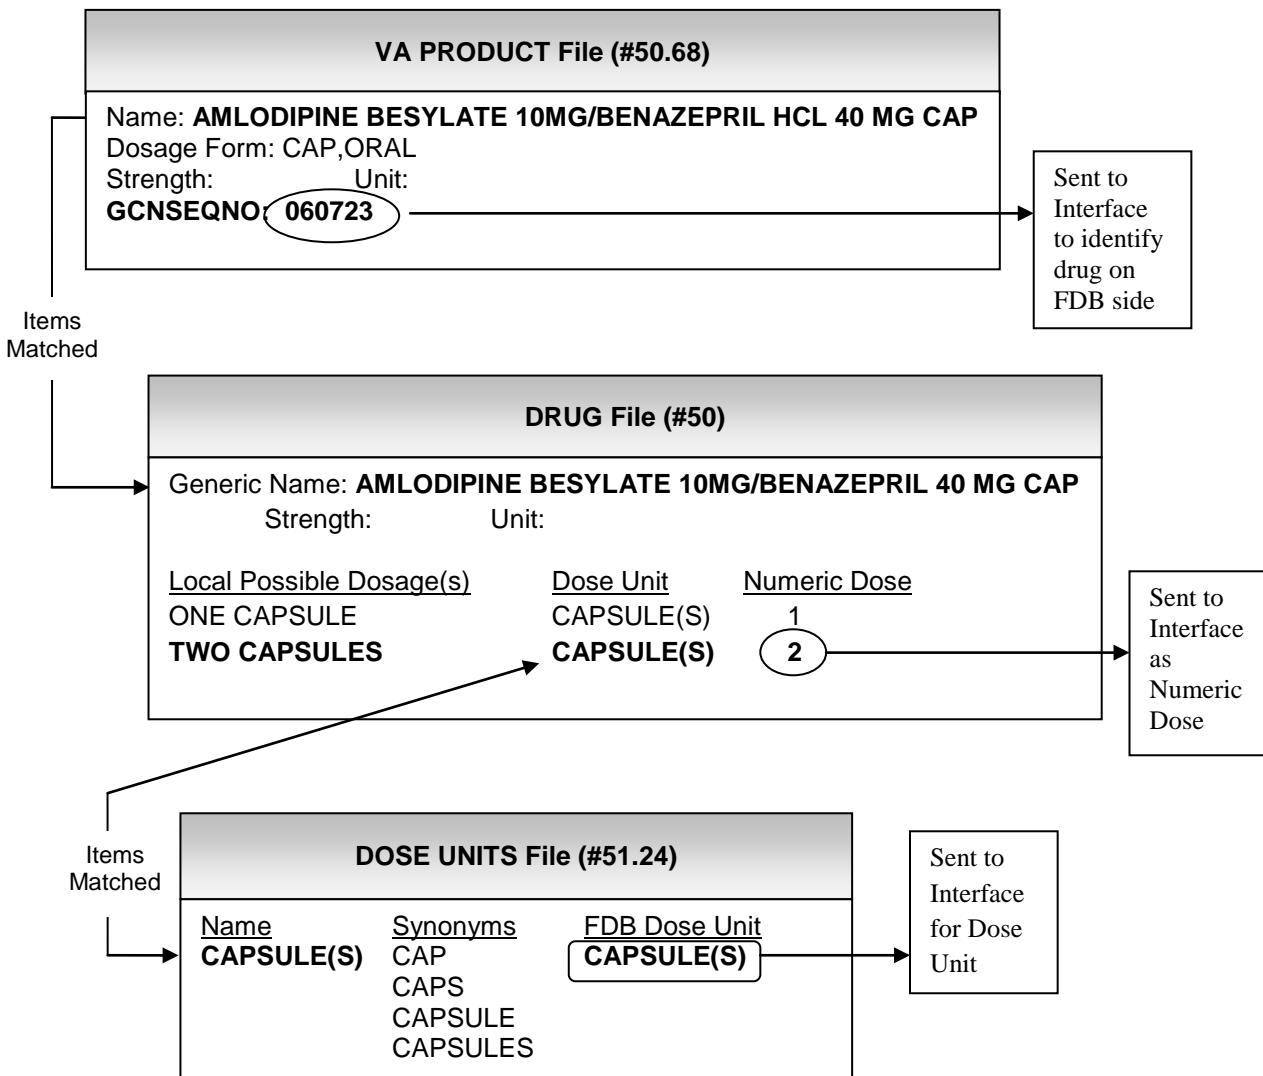 VA PRODUCT File (#50.68)
Name: AMLODIPINE BESYLATE 10MG/BENAZEPRIL HCL 40 MG CAP
Dosage Form: CAP,ORAL
Strength: Unit:
GCNSEQNO: 060723
Sent to
Interface
to identify
drug on
FDB side
Items
Matched
DRUG File (#50)
Generic Name: AMLODIPINE BESYLATE 10MG/BENAZEPRIL 40 MG CAP
Strength: Unit:
Local Possible Dosage(s) Dose Unit Numeric Dose
ONE CAPSULE CAPSULE(S) 1
TWO CAPSULES CAPSULE(S) 2
Sent to
Interface
as
Numeric
Dose
Items
Matched
DOSE UNITS File (#51.24)
Name Synonyms FDB Dose Unit
CAPSULE(S) CAP CAPSULE(S)
CAPS
CAPSULE
CAPSULES
Sent to
Interface
for Dose
Unit